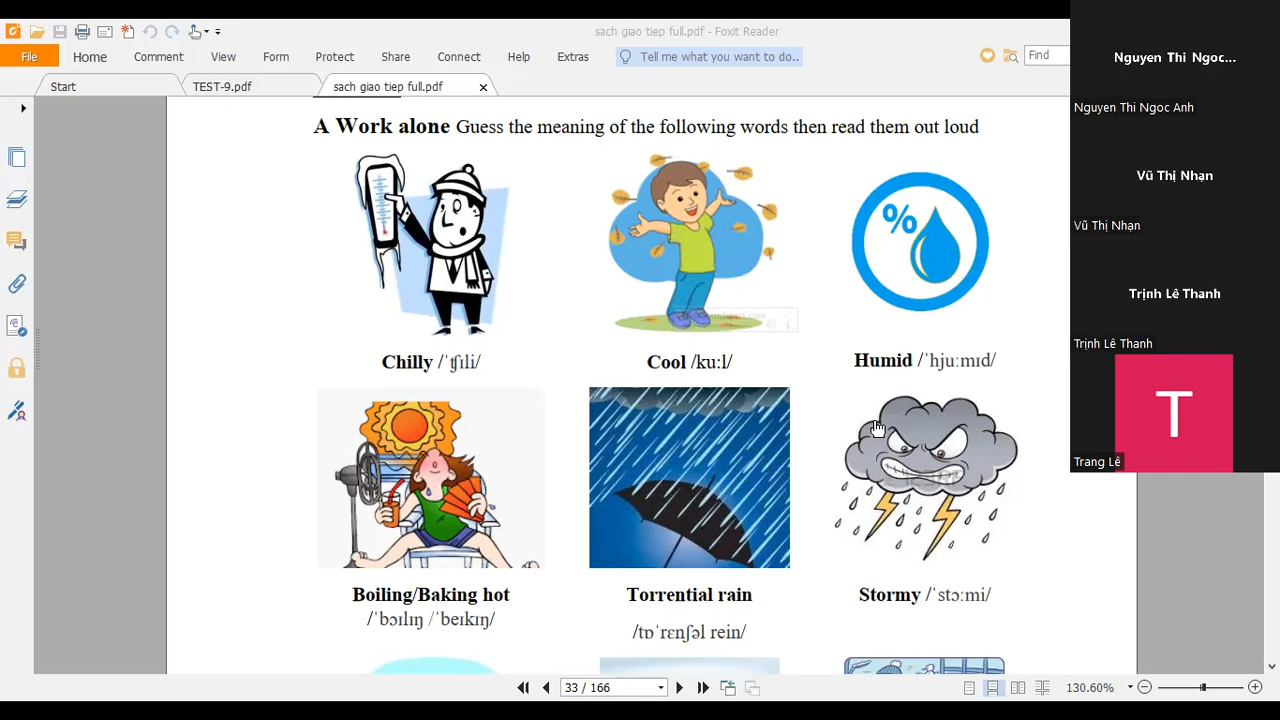 sach giao tiep full.pdf - Foxit Reader
File Home Comment View Form Protect Share Connect Help Extras Tell me what you want to do.. Find
Start TEST-9.pdf sach giao tiep full.pdf
A Work alone Guess the meaning of the following words then read them out loud
%
Chilly /ˈʧɪli/ Cool /kuːl/ Humid /ˈhjuːmɪd/
Boiling/Baking hot Torrential rain Stormy /ˈstɔːmi/
/ˈbɔɪlɪŋ /ˈbeɪkɪŋ/ /tɒˈrɛnʃəl rein/
33 / 166 130.60%
Nguyen Thi Ngoc...
Nguyen Thi Ngoc Anh
Vũ Thị Nhạn
Vũ Thị Nhạn
Trịnh Lê Thanh
Trịnh Lê Thanh
T
Trang Lê